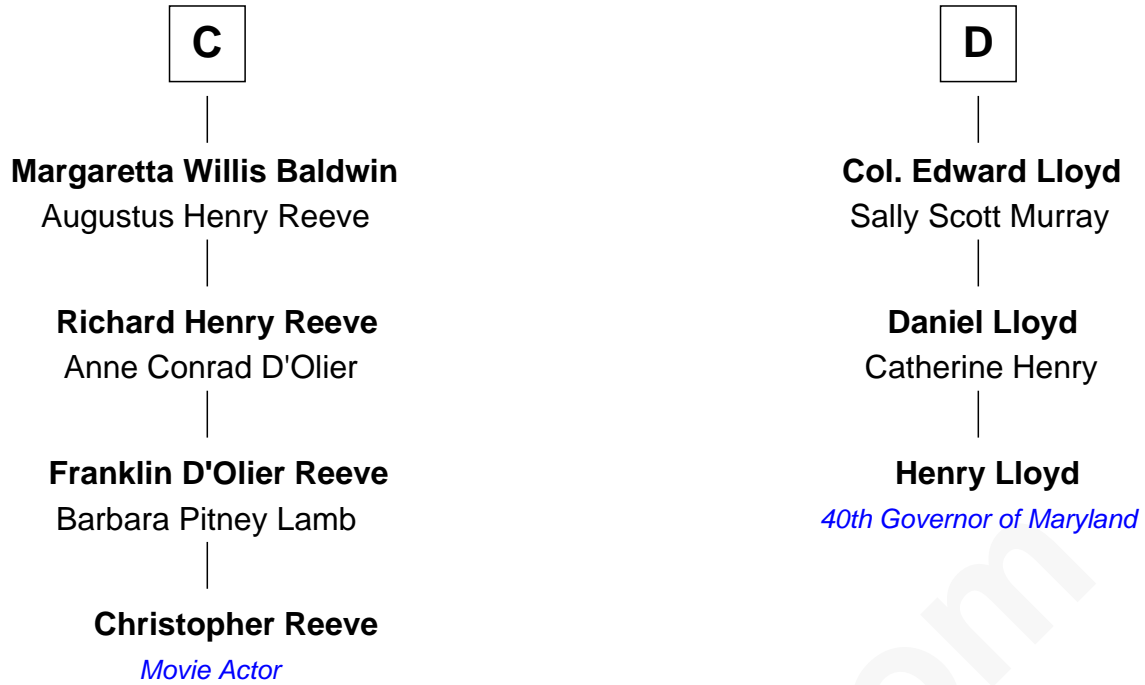 C
Margaretta Willis Baldwin
Augustus Henry Reeve
Richard Henry Reeve
Anne Conrad D'Olier
Franklin D'Olier Reeve
Barbara Pitney Lamb
Christopher Reeve
Movie Actor
D
Col. Edward Lloyd
Sally Scott Murray
Daniel Lloyd
Catherine Henry
Henry Lloyd
40th Governor of Maryland
om